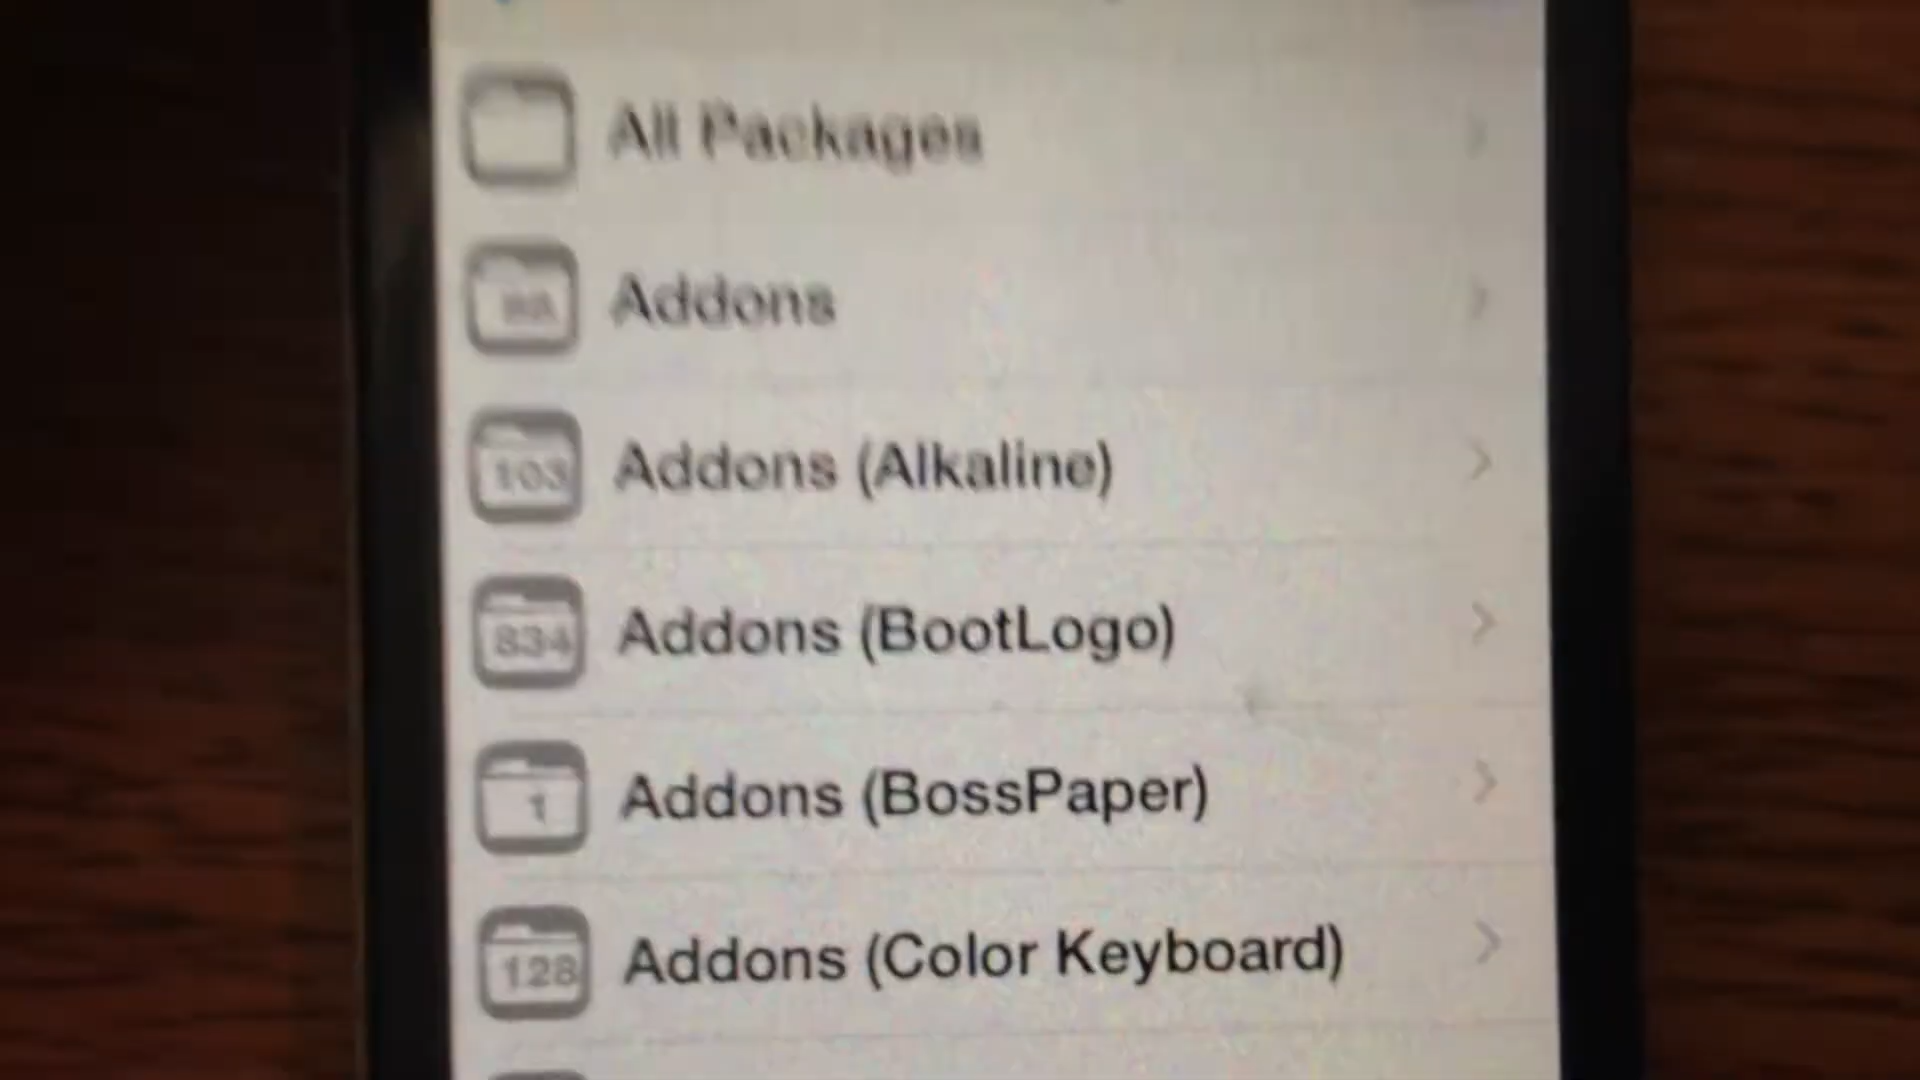 All Packages
Addons
103 Addons (Alkaline)
834 Addons (BootLogo)
1 Addons (BossPaper)
128 Addons (Color Keyboard)